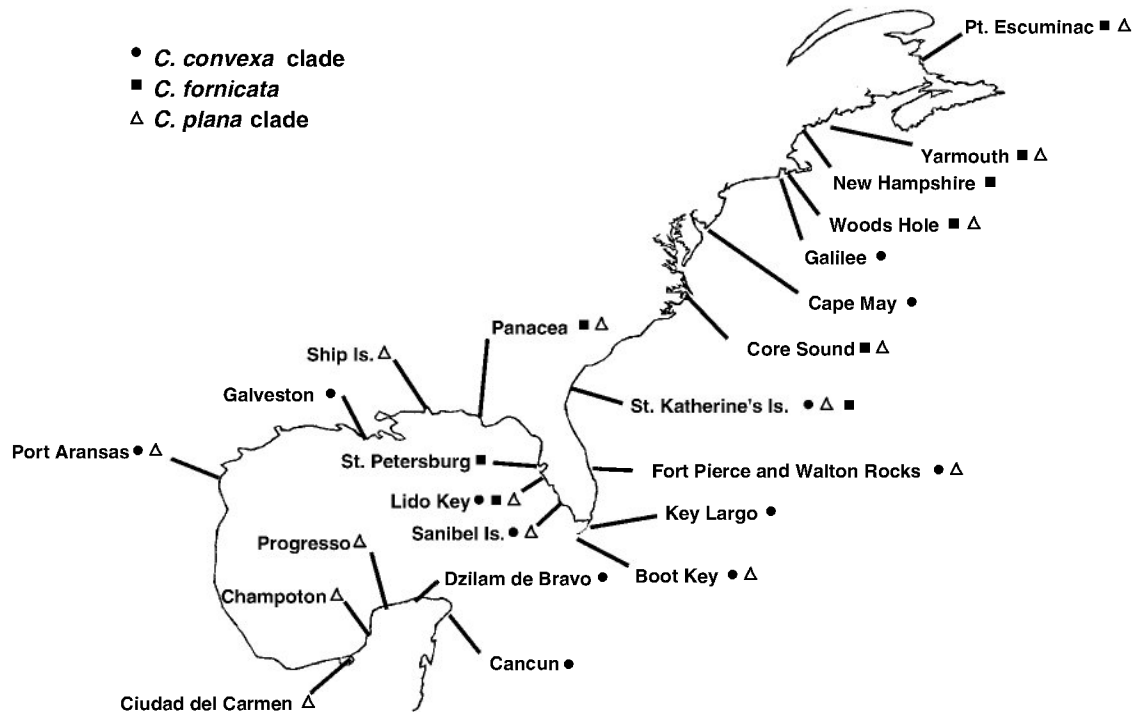 Pt. Escuminac
C. convexa clade
C. fornicata
C. plana clade
Yarmouth
New Hampshire
Woods Hole
Galilee
Cape May
Panacea
Core Sound
Ship Is.
Galveston
St. Katherine's Is.
Port Aransas
St. Petersburg
Fort Pierce and Walton Rocks
Lido Key
Key Largo
Sanibel Is.
Progresso
Dzilam de Bravo
Boot Key
Champoton
Cancun
Ciudad del Carmen